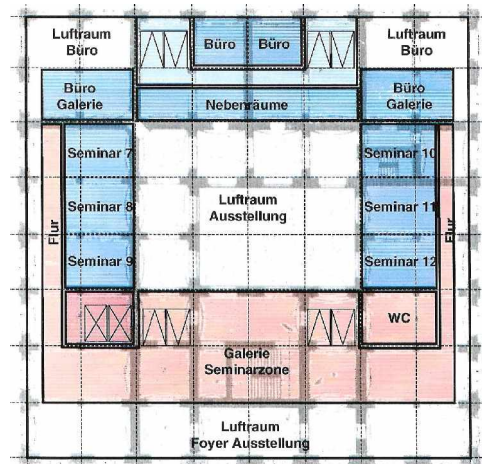 Luftraum
Büro
Büro
Büro
Luftraum
Büro
Büro
Galerie
Nebenräume
Büro
Galerie
Seminar 7
Seminar 10
Luftraum
Ausstellung
Seminar 8
Seminar 11
Flur
Flur
Seminar 9
Seminar 12
WC
Galerie
Seminarzone
Luftraum
Foyer Ausstellung